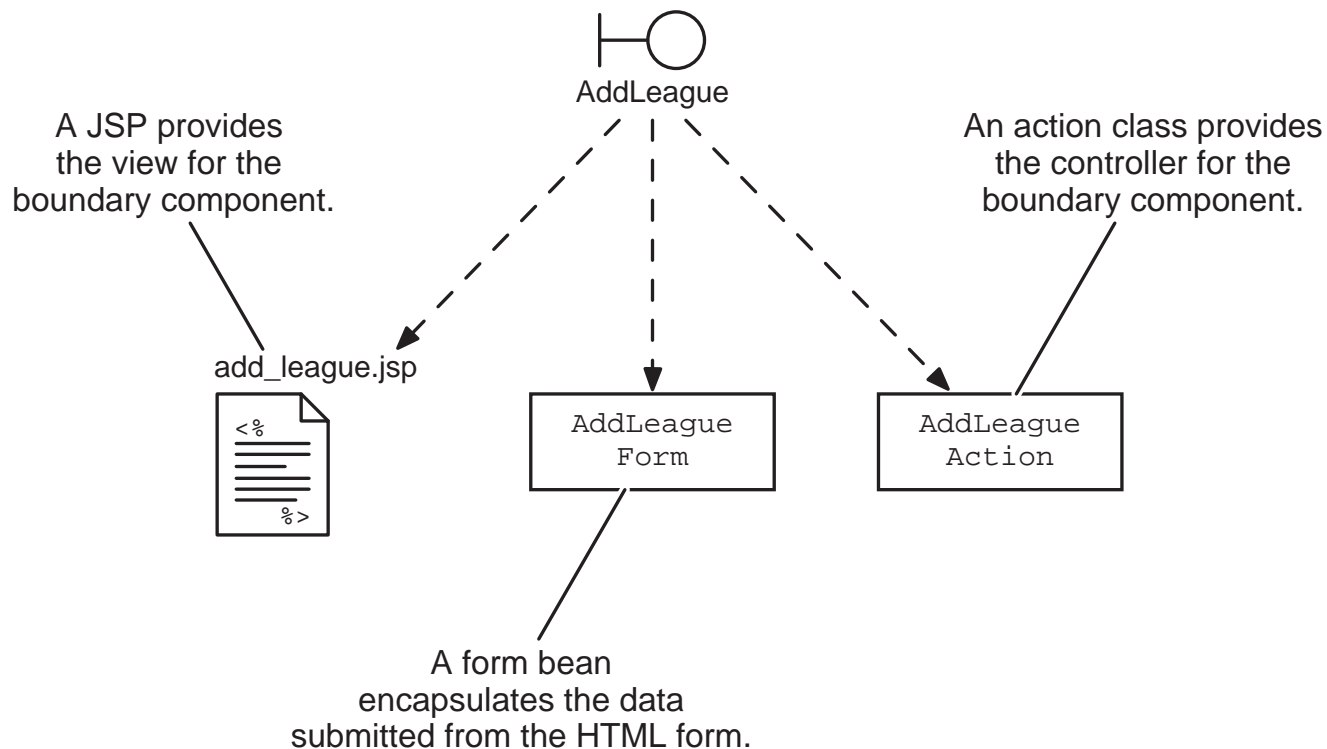 AddLeague
A JSP provides
the view for the
boundary component.
An action class provides
the controller for the
boundary component.
add_league.jsp
<%
%>
AddLeague
Form
AddLeague
Action
A form bean
encapsulates the data
submitted from the HTML form.